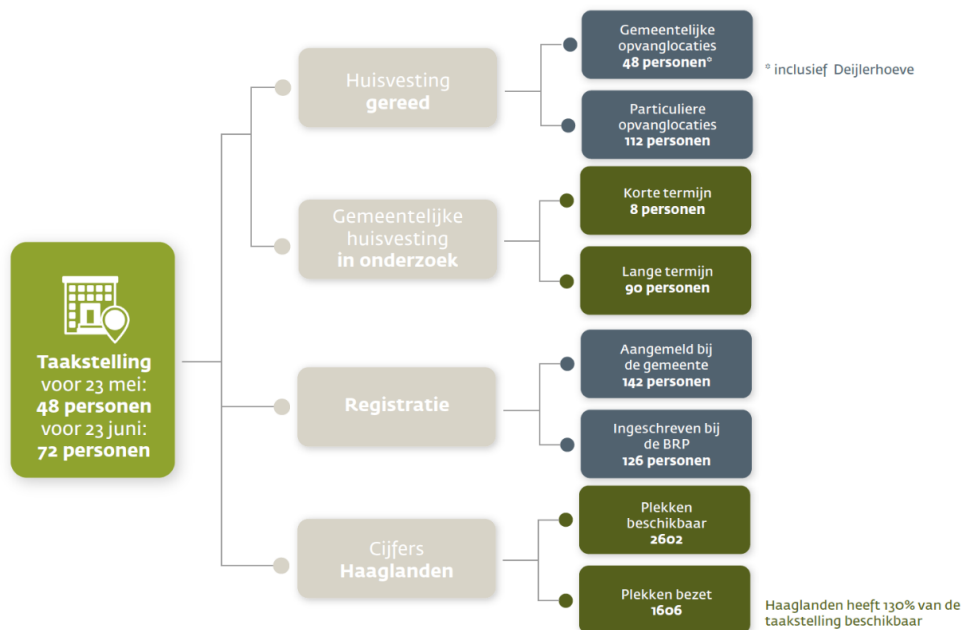 Taakstelling
voor 23 mei:
48 personen
voor 23 juni:
72 personen
Huisvesting
gereed
Gemeentelijke
opvanglocaties
48 personen°
° inclusief Deijlerhoeve
Particuliere
opvanglocaties
112 personen
Gemeentelijke
huisvesting
in onderzoek
Korte termijn
8 personen
Lange termijn
90 personen
Registratie
Aangemeld bij
de gemeente
142 personen
Ingeschreven bij
de BRP
126 personen
Cijfers
Haaglanden
Plekken
beschikbaar
2602
Plekken bezet
1606
Haaglanden heeft 130% van de
taakstelling beschikbaar